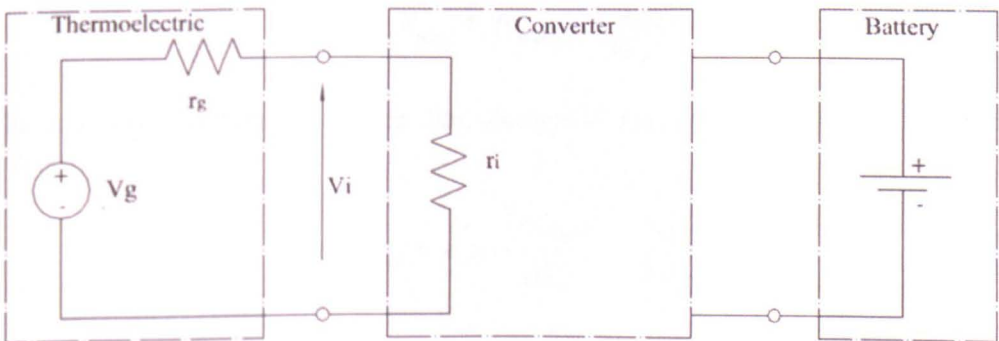 Thermoelectric
Converter
Battery
rg
ri
Vi
Vg
+
-
+
-